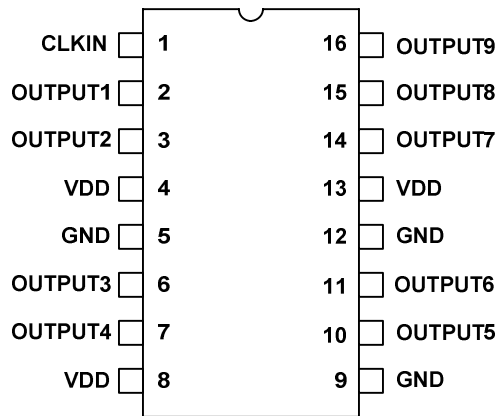 CLKIN 1 16 OUTPUT9
OUTPUT1 2 15 OUTPUT8
OUTPUT2 3 14 OUTPUT7
VDD 4 13 VDD
GND 5 12 GND
OUTPUT3 6 11 OUTPUT6
OUTPUT4 7 10 OUTPUT5
VDD 8 9 GND